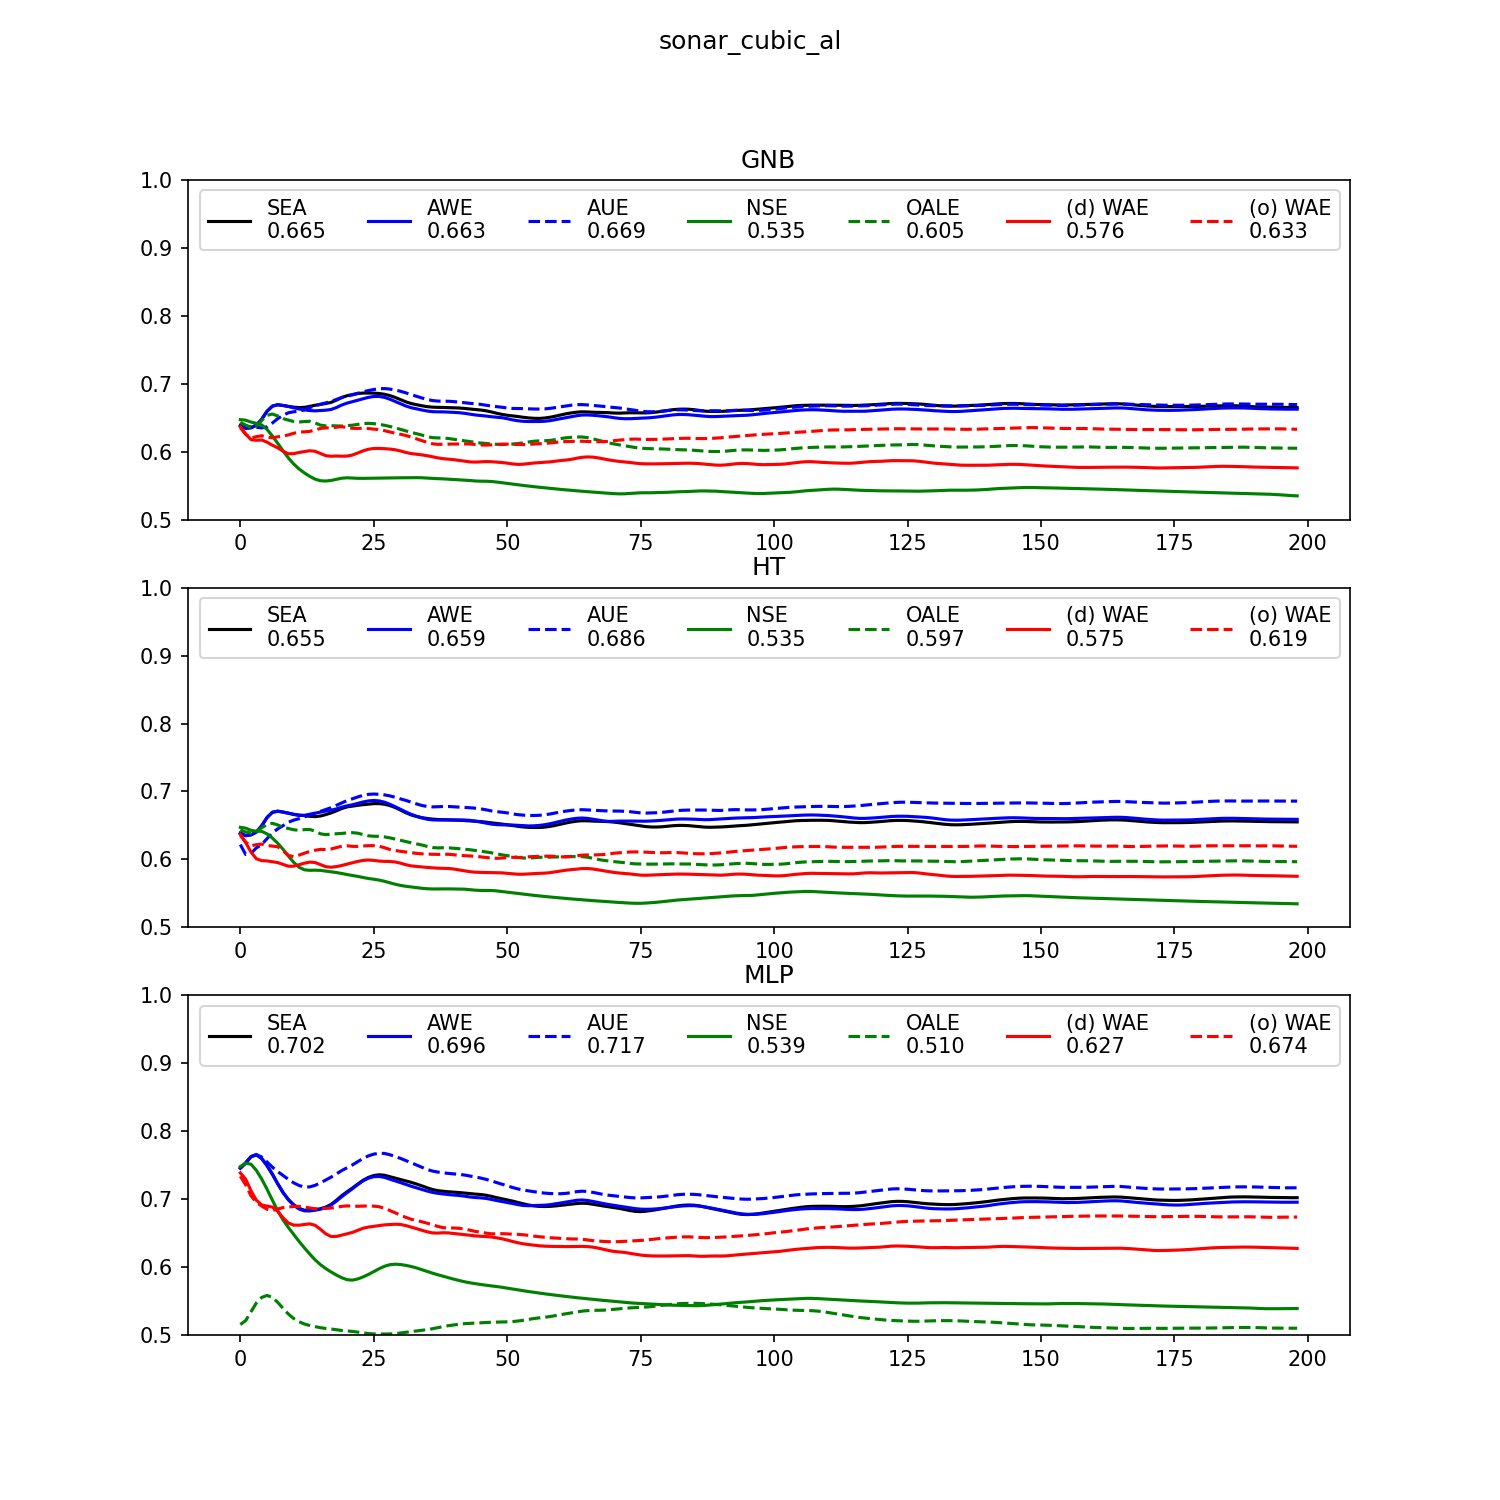 sonar_cubic_al
GNB
1.0
0.9
0.8
0.7
0.6
0.5
SEA AWE AUE NSE OALE (d) WAE (o) WAE
0.665 0.663 0.669 0.535 0.605 0.576 0.633
0 25 50 75 100 125 150 175 200
HT
1.0
0.9
0.8
0.7
0.6
0.5
SEA AWE AUE NSE OALE (d) WAE (o) WAE
0.655 0.659 0.686 0.535 0.597 0.575 0.619
0 25 50 75 100 125 150 175 200
MLP
1.0
0.9
0.8
0.7
0.6
0.5
SEA AWE AUE NSE OALE (d) WAE (o) WAE
0.702 0.696 0.717 0.539 0.510 0.627 0.674
0 25 50 75 100 125 150 175 200